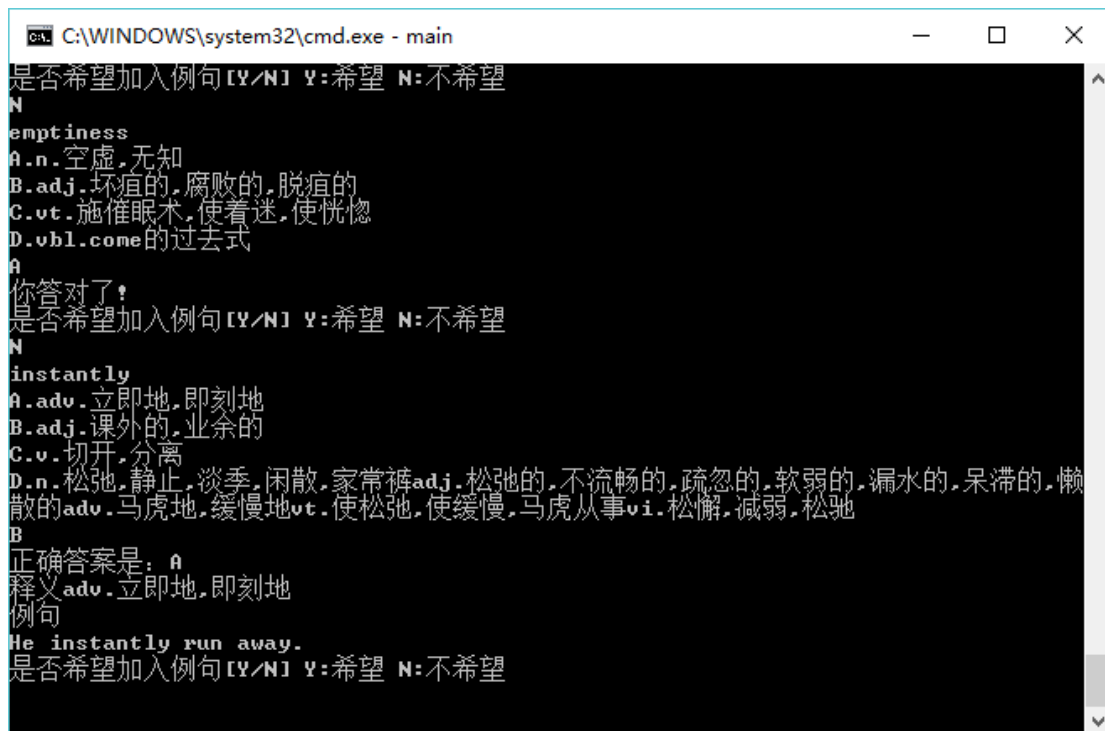 C:\WINDOWS\system32\cmd.exe - main
是否希望加入例句[Y/N] Y:希望 N:不希望
N
emptiness
A.n.空虚,无知
B.adj.坏疽的,腐败的,脱疽的
C.vt.施催眠术,使着迷,使恍惚
D.vbl.come的过去式
A
你答对了!
是否希望加入例句[Y/N] Y:希望 N:不希望
N
instantly
A.adv.立即地,即刻地
B.adj.课外的,业余的
C.v.切开,分离
D.n.松弛,静止,淡季,闲散,家常裤adj.松弛的,不流畅的,疏忽的,软弱的,漏水的,呆滞的,懒
散的adv.马虎地,缓慢地vt.使松弛,使缓慢,马虎从事vi.松懈,减弱,松驰
B
正确答案是: A
释义adv.立即地,即刻地
例句
He instantly run away.
是否希望加入例句[Y/N] Y:希望 N:不希望